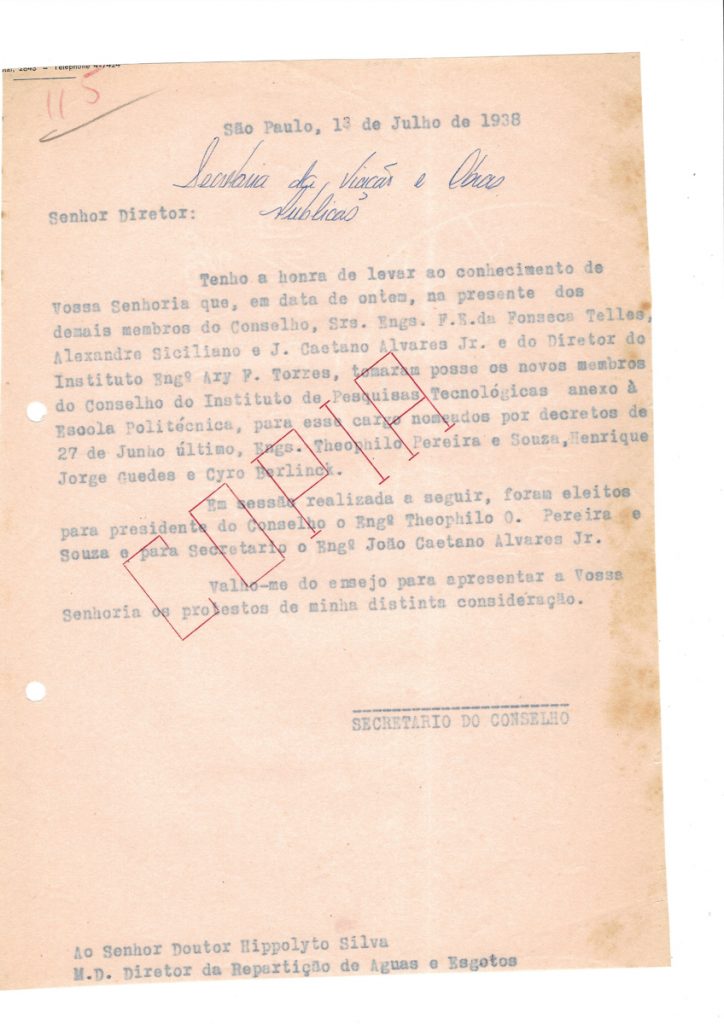 2843 - Telephone 4-7424
115
São Paulo, 13 de Julho de 1938
Secretaria da Viação e Obras
Publicas
Senhor Diretor:
Tenho a honra de levar ao conhecimento de
Vossa Senhoria que, em data de ontem, na presente dos
demais membros do Conselho, Srs. Engs. F.E.da Fonseca Telles,
Alexandre Siciliano e J. Caetano Alvares Jr. e do Diretor do
Instituto Engº Ary F. Torres, tomaram posse os novos membros
do Conselho do Instituto de Pesquisas Tecnológicas anexo à
Escola Politécnica, para esse cargo nomeados por decretos de
27 de Junho último, Engs. Theophilo Pereira e Souza,Henrique
Jorge Guedes e Cyro Berlinck.
Em sessão realizada a seguir, foram eleitos
para presidente do Conselho o Engº Theophilo O. Pereira e
Souza e para Secretario o Engº João Caetano Alvares Jr.
Valho-me do ensejo para apresentar a Vossa
Senhoria os protestos de minha distinta consideração.
COPIA
SECRETARIO DO CONSELHO
Ao Senhor Doutor Hippolyto Silva
M.D. Diretor da Repartição de Aguas e Esgotos